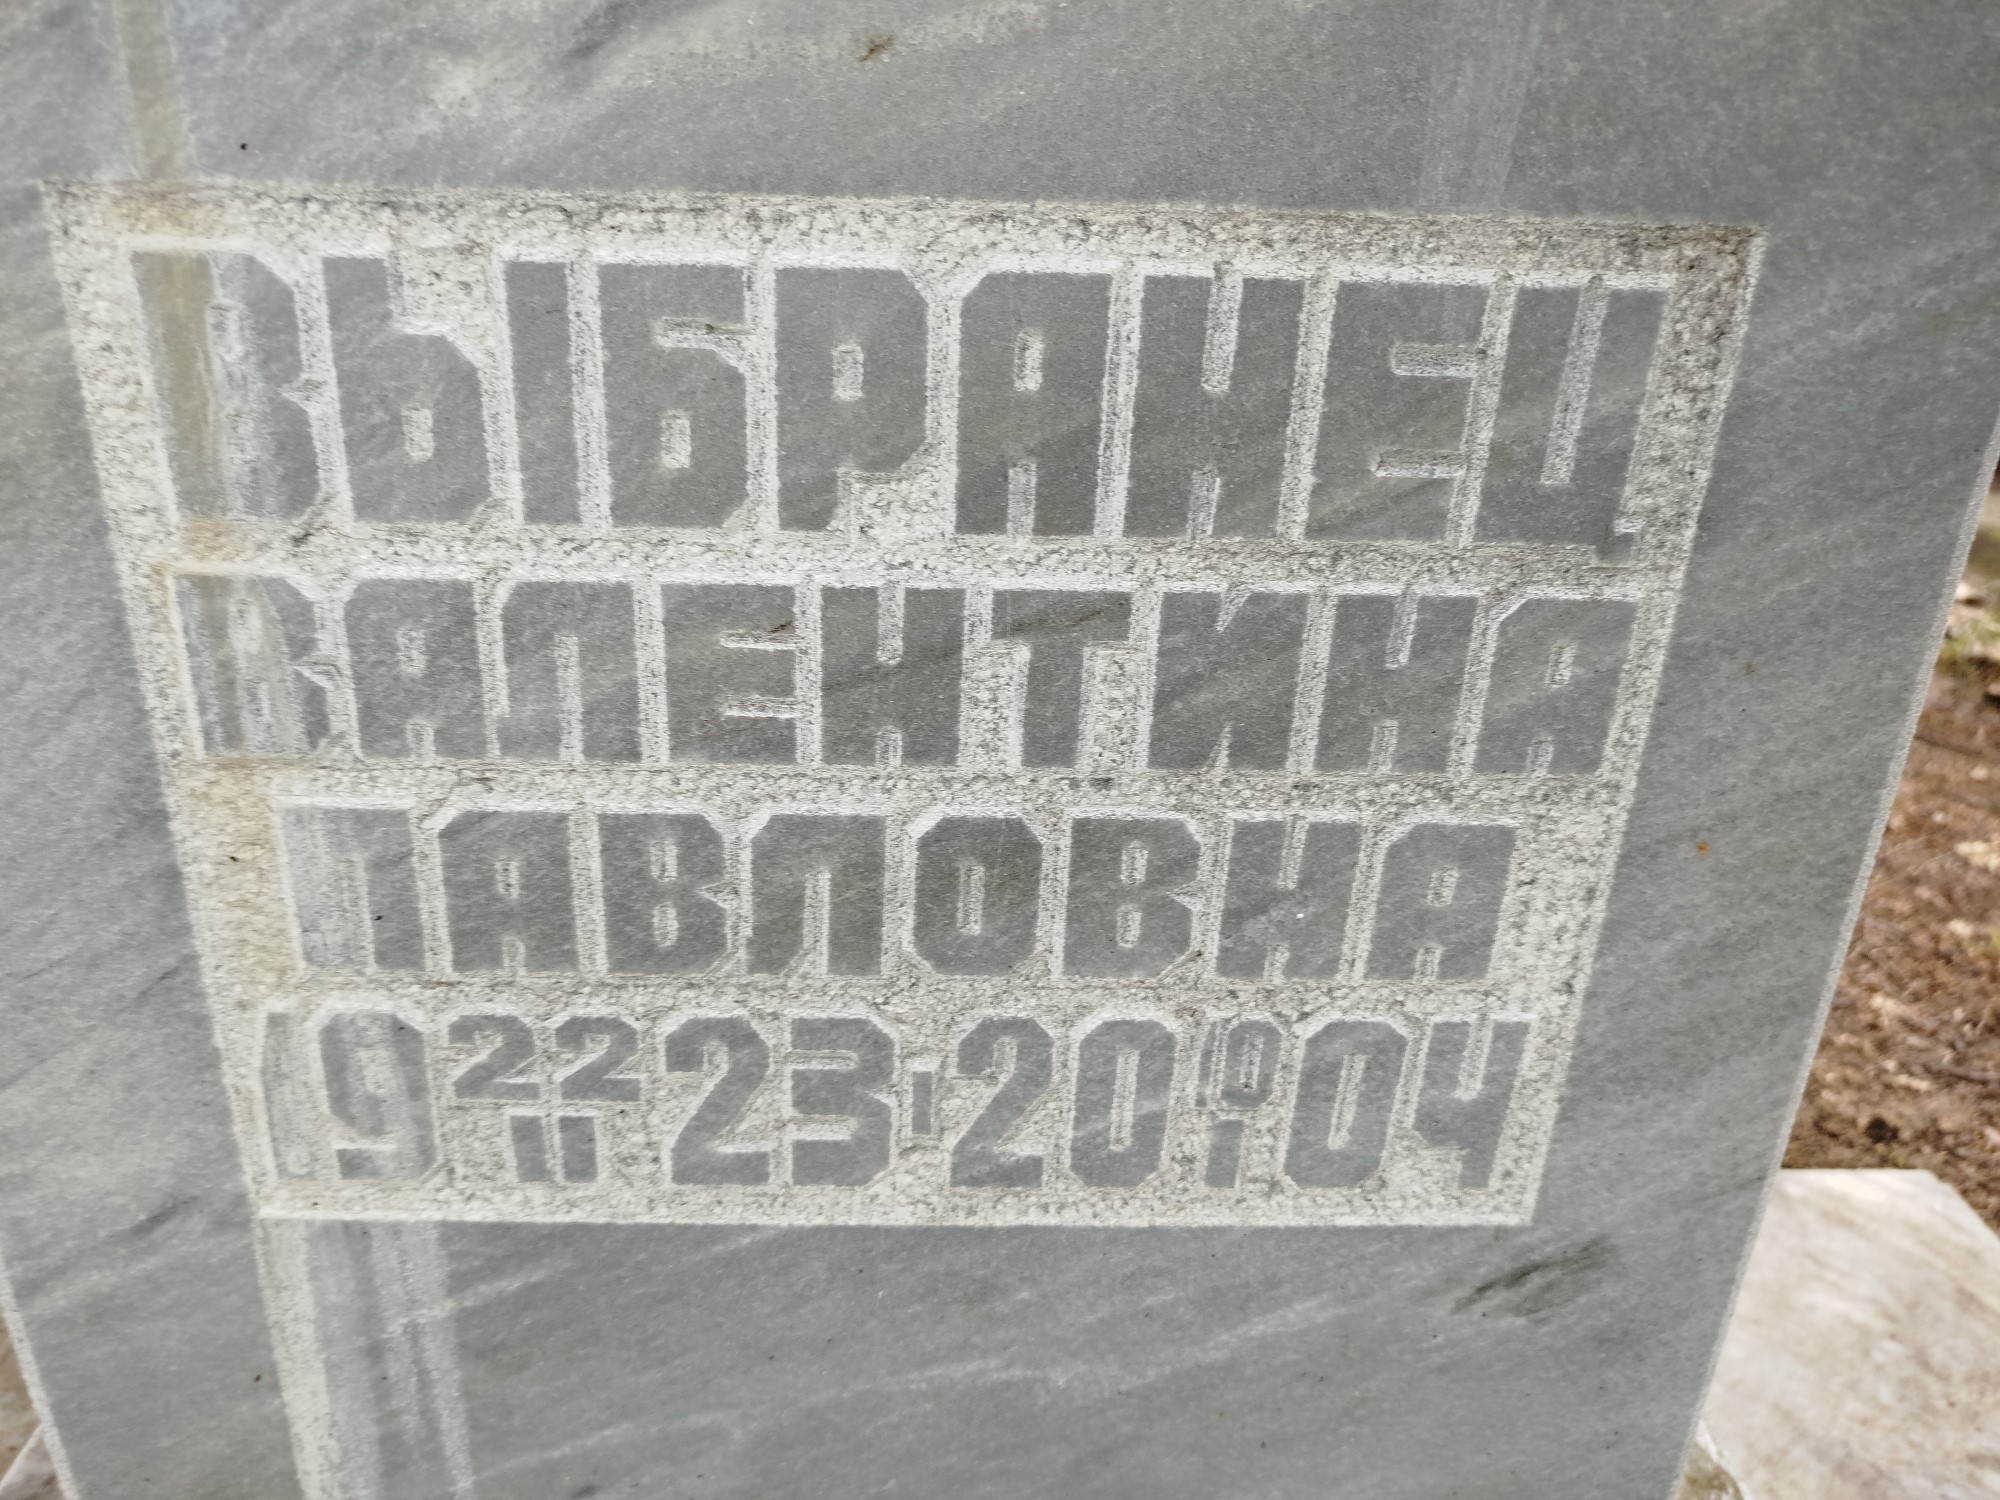 ВЫБРАНЕЦ
ВАЛЕНТИНА
ПАВЛОВНА
19 22/II 23-20 10/I 04